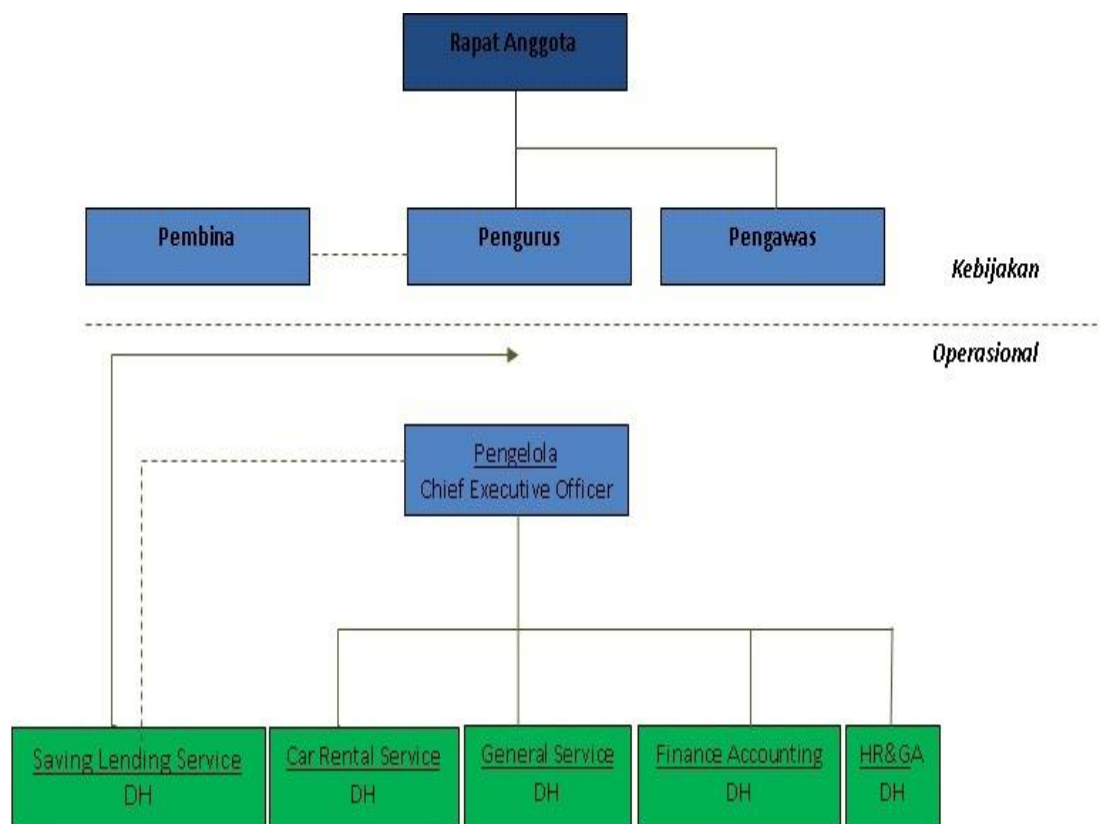 Rapat Anggota
Pembina
Pengurus
Pengawas
Kebijakan
Operasional
Pengelola
Chief Executive Officer
Saving Lending Service
DH
Car Rental Service
DH
General Service
DH
Finance Accounting
DH
HR&GA
DH